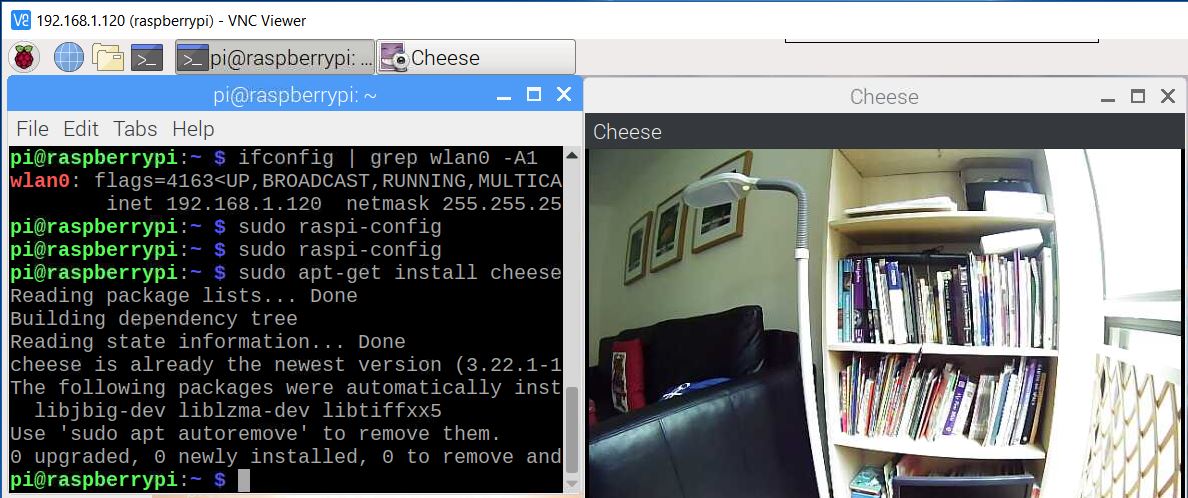 192.168.1.120 (raspberrypi) - VNC Viewer
pi@raspberrypi: ...
Cheese
pi@raspberrypi: ~
File Edit Tabs Help
pi@raspberrypi:~ $ ifconfig | grep wlan0 -A1
wlan0: flags=4163<UP,BROADCAST,RUNNING,MULTICA
inet 192.168.1.120 netmask 255.255.25
pi@raspberrypi:~ $ sudo raspi-config
pi@raspberrypi:~ $ sudo raspi-config
pi@raspberrypi:~ $ sudo apt-get install cheese
Reading package lists... Done
Building dependency tree
Reading state information... Done
cheese is already the newest version (3.22.1-1
The following packages were automatically inst
libjbig-dev liblzma-dev libtiffxx5
Use 'sudo apt autoremove' to remove them.
0 upgraded, 0 newly installed, 0 to remove and
pi@raspberrypi:~ $
Cheese
Cheese